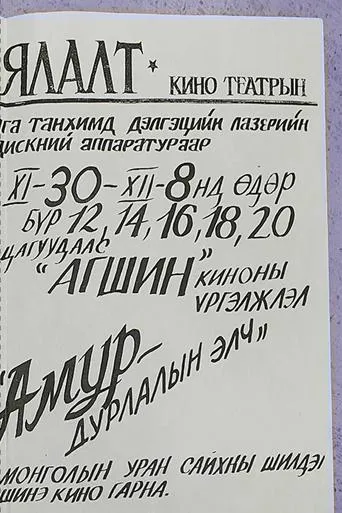 ЯЛАЛТ* КИНО ТЕАТРЫН
га танхимд дэлгэцийн лазерийн
дискний аппаратураар
XI-30-XII-8нд өдөр
бүр 12, 14, 16, 18, 20
цагуудаас
"АГШИН" киноны
үргэлжлэл
"Амур-
дурлалын элч"
монголын уран сайхны шилдэг
шинэ кино гарна.